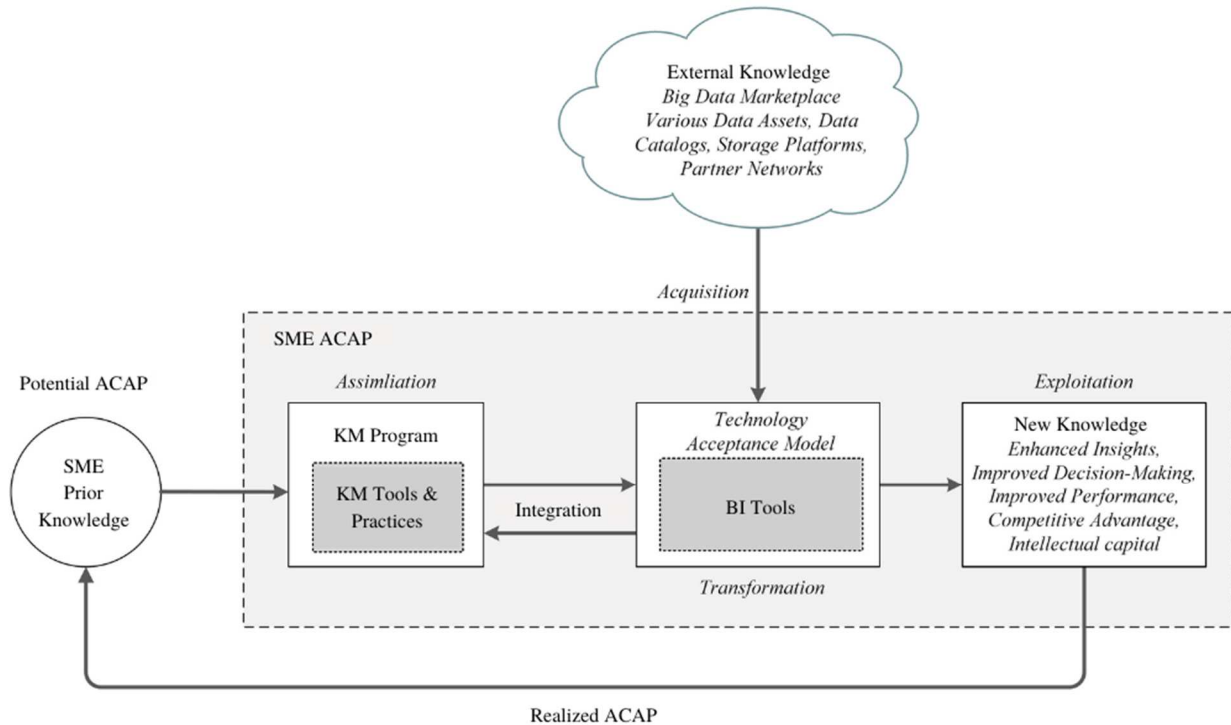 External Knowledge
Big Data Marketplace
Various Data Assets, Data
Catalogs, Storage Platforms,
Partner Networks
Acquisition
SME ACAP
Potential ACAP
Assimliation
Exploitation
SME
Prior
Knowledge
KM Program
KM Tools &
Practices
Integration
Technology
Acceptance Model
BI Tools
Transformation
New Knowledge
Enhanced Insights,
Improved Decision-Making,
Improved Performance,
Competitive Advantage,
Intellectual capital
Realized ACAP